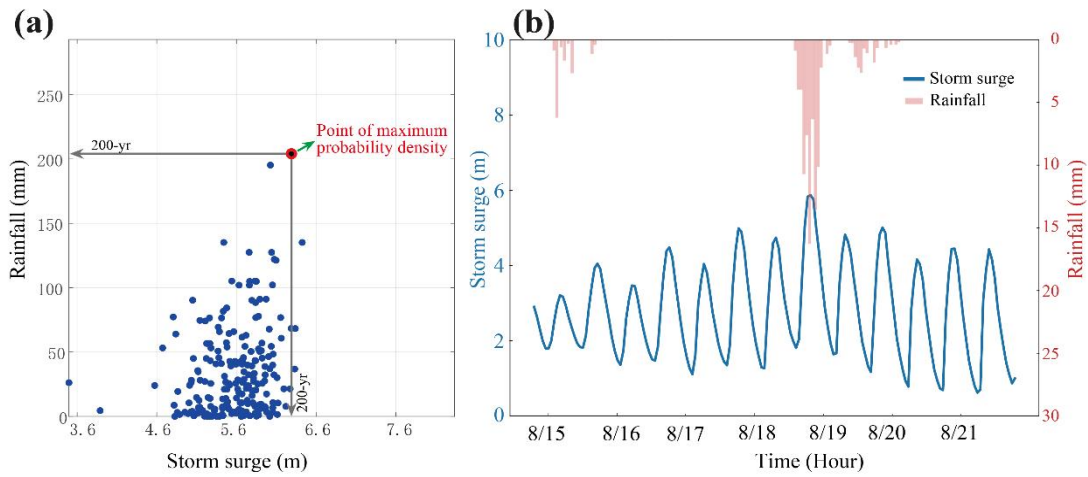 (a)
Rainfall (mm)
250
200
150
100
50
0
200-yr
Point of maximum
probability density
200-yr
3.6
4.6
5.6
6.6
7.6
Storm surge (m)
(b)
Storm surge (m)
10
8
6
4
2
0
Storm surge
Rainfall
0
5
10
15
20
25
30
Rainfall (mm)
8/15
8/16
8/17
8/18
8/19
8/20
8/21
Time (Hour)